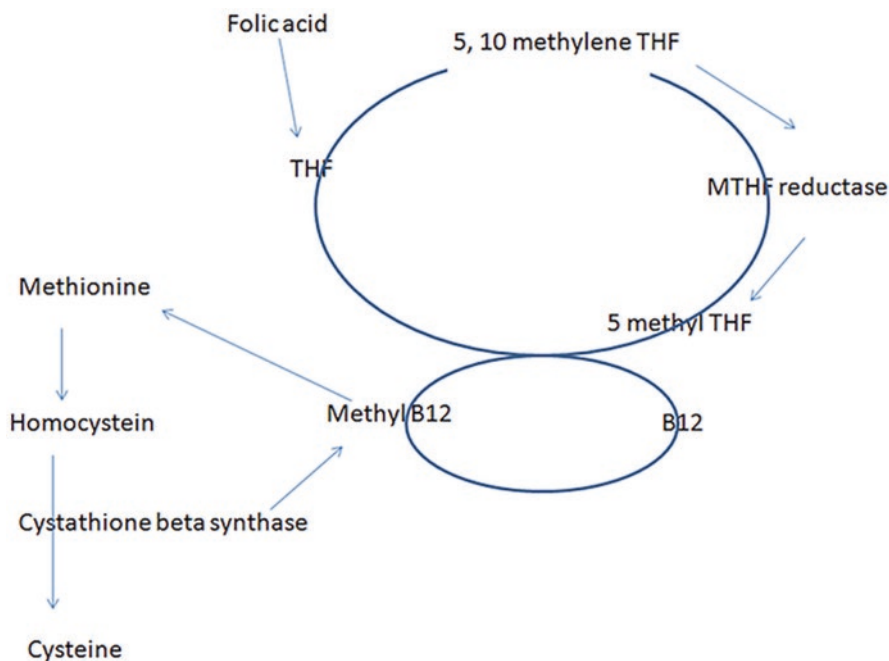 Folic acid
5, 10 methylene THF
THF
MTHF reductase
Methionine
5 methyl THF
Homocystein
Methyl B12
B12
Cystathione beta synthase
Cysteine